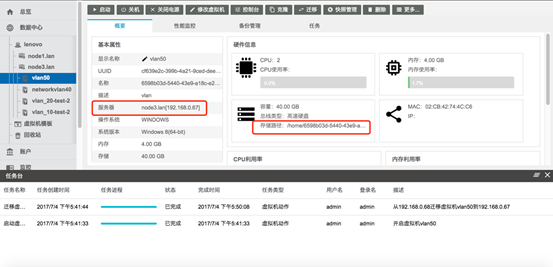 总览
数据中心
lenovo
node1.lan
node3.lan
vlan50
networkvlan40
vlan_20-test-2
vlan_10-test-2
虚拟机模板
回收站
账户
监控
启动
关机
关闭电源
修改虚拟机
控制台
克隆
迁移
快照管理
删除
更多...
概要
性能监控
备份管理
任务
基本属性
显示名称 vlan50
UUID cf839e2c-399b-4a21-9ced-dee...
名称 6598b03d-5440-43e9-a18c-e2...
描述 vlan
服务器 node3.lan[192.168.0.67]
操作系统 WINDOWS
系统版本 Windows 8(64-bit)
内存 4.00 GB
存储 40.00 GB
硬件信息
CPU: 2
CPU使用率:
内存: 4.00 GB
内存使用率:
容量: 40.00 GB
总线类型: 高速硬盘
存储路径: /home/6598b03d-5440-43e9-a...
MAC: 02:CB:42:74:4C:C6
IP:
CPU利用率
内存利用率
任务台
任务名称 任务创建时间 任务进程 状态 完成时间 任务类型 用户名 登录名 描述
迁移虚... 2017/7/4 下午5:41:44 已完成 2017/7/4 下午5:50:08 虚拟机动作 admin admin 从192.168.0.66迁移虚拟机vlan50到192.168.0.67
启动虚... 2017/7/4 下午5:41:33 已完成 2017/7/4 下午5:41:33 虚拟机动作 admin admin 开启虚拟机vlan50